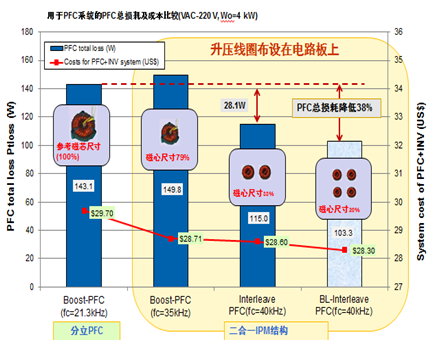 用于PFC系统的PFC总损耗及成本比较(VAC-220 V, Wo=4 kW)
PFC total loss (W)
Costs for PFC+INV system (US$)
升压线圈布设在电路板上
PFC total loss Ptloss (W)
180
160
140
120
100
80
60
40
20
0
System cost of PFC+INV (US$)
36
35
34
33
32
31
30
29
28
27
28.1W
PFC总损耗降低38%
参考磁芯尺寸
(100%)
磁心尺寸79%
磁心尺寸33%
磁心尺寸20%
143.1
149.8
115.0
103.3
$29.70
$28.71
$28.60
$28.30
Boost-PFC
(fc=21.3kHz)
Boost-PFC
(fc=35kHz)
Interleave
PFC(fc=40kHz)
BL-Interleave
PFC(fc=40kHz)
分立PFC
二合一IPM结构